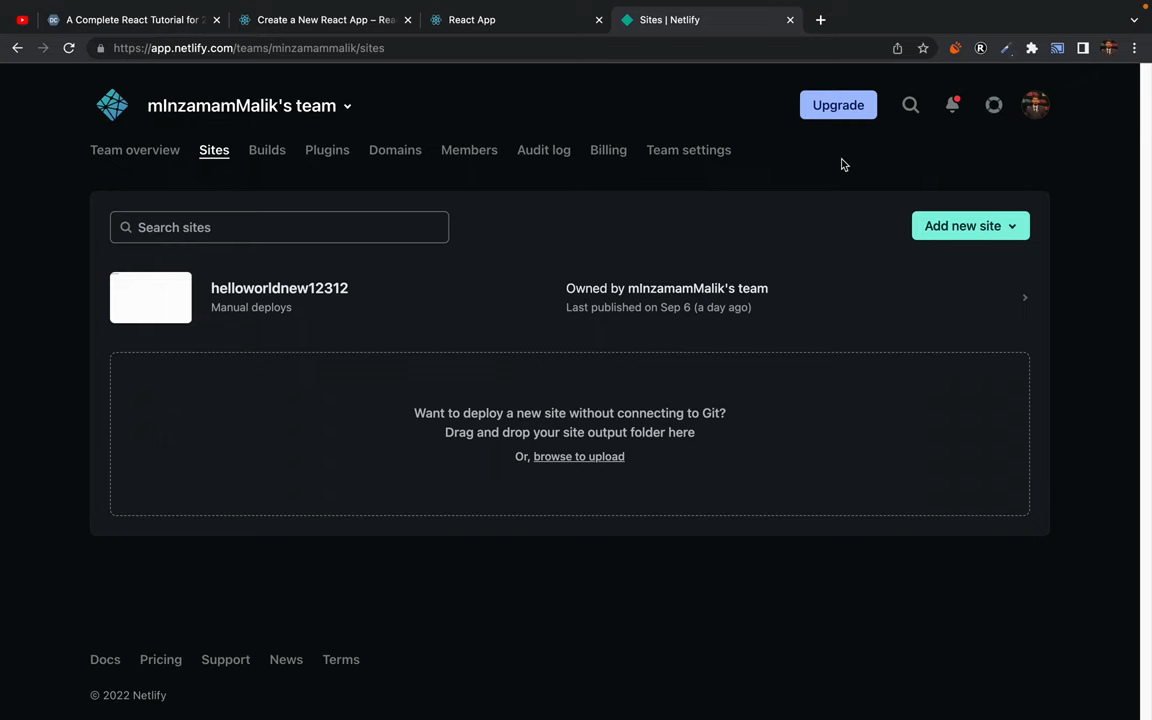 A Complete React Tutorial for 2
Create a New React App – Rea
React App
Sites | Netlify
https://app.netlify.com/teams/minzamammalik/sites
mInzamamMalik's team
Upgrade
Team overview
Sites
Builds
Plugins
Domains
Members
Audit log
Billing
Team settings
Search sites
Add new site
helloworldnew12312
Manual deploys
Owned by mInzamamMalik's team
Last published on Sep 6 (a day ago)
Want to deploy a new site without connecting to Git?
Drag and drop your site output folder here
Or, browse to upload
Docs
Pricing
Support
News
Terms
© 2022 Netlify